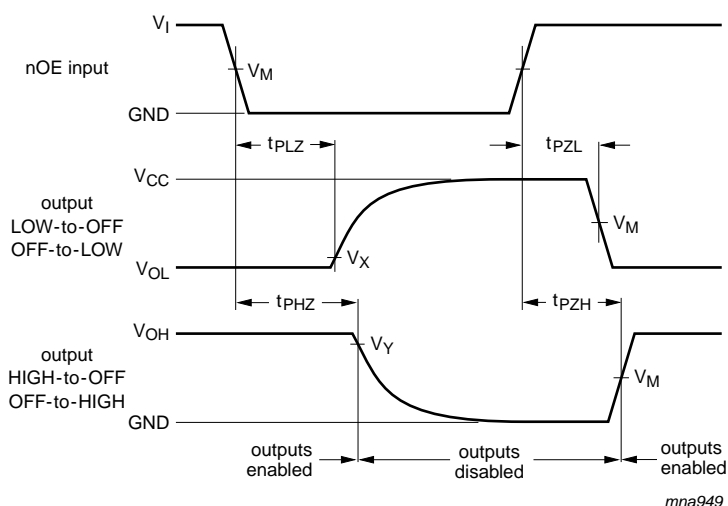 VI
nOE input
VM
GND
tPLZ
tPZL
VCC
output
LOW-to-OFF
OFF-to-LOW
VM
VX
VOL
tPHZ
tPZH
VOH
VY
output
HIGH-to-OFF
OFF-to-HIGH
VM
GND
outputs
enabled
outputs
disabled
outputs
enabled
mna949